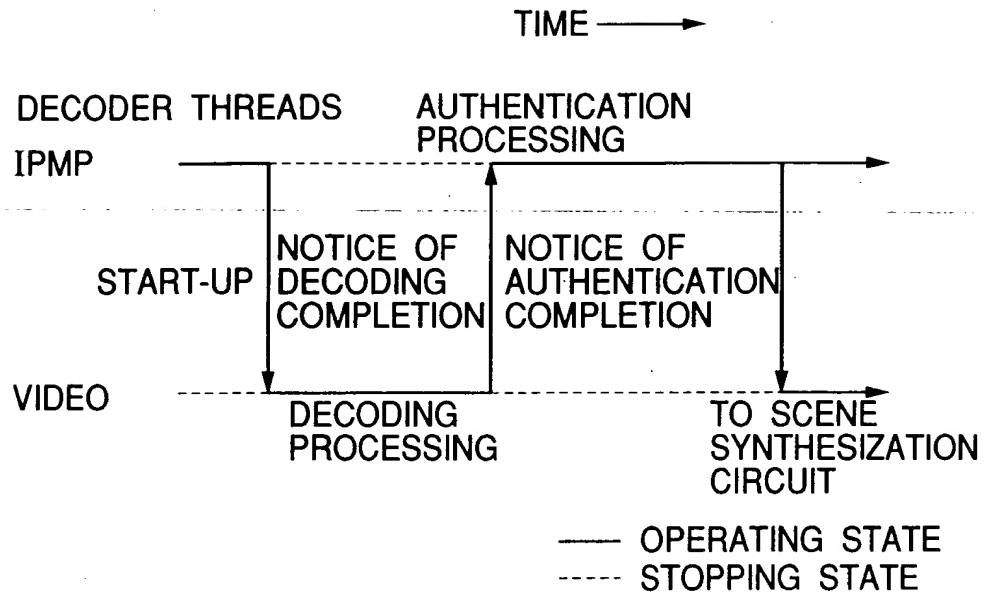 TIME
DECODER THREADS
AUTHENTICATION
PROCESSING
IPMP
START-UP
NOTICE OF
DECODING
COMPLETION
NOTICE OF
AUTHENTICATION
COMPLETION
VIDEO
DECODING
PROCESSING
TO SCENE
SYNTHESIZATION
CIRCUIT
OPERATING STATE
STOPPING STATE